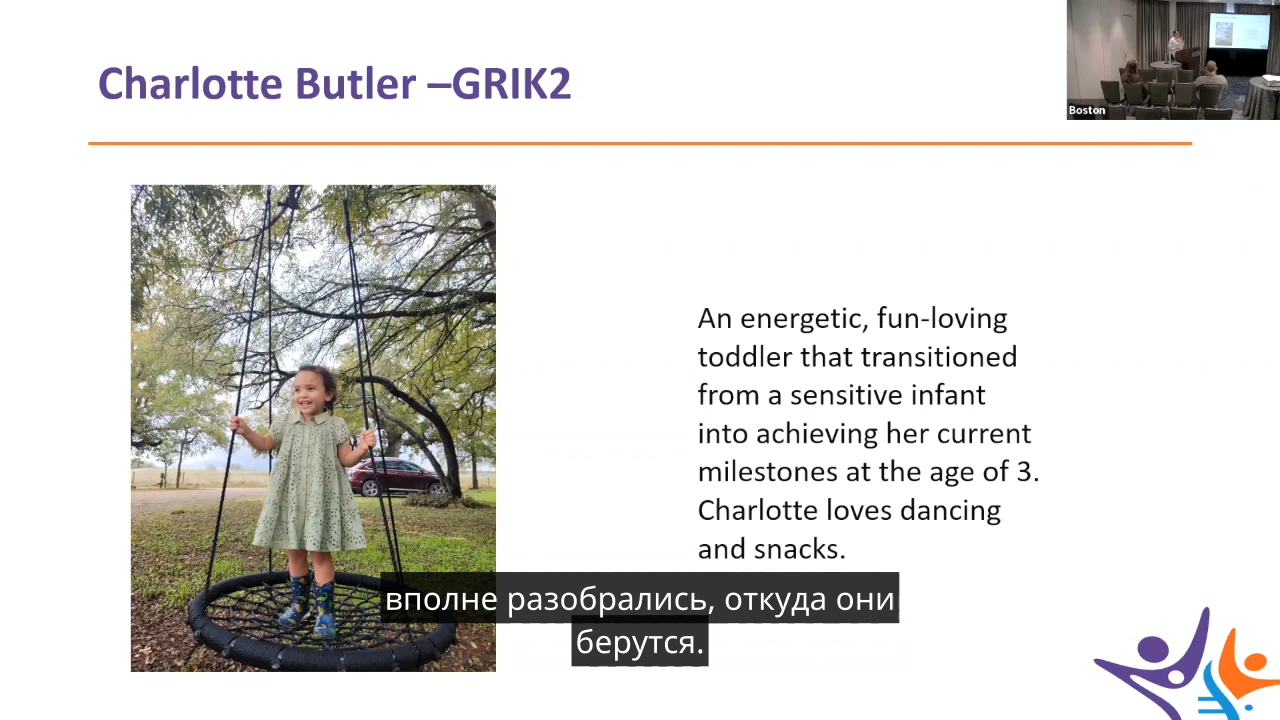 Charlotte Butler –GRIK2
Boston
An energetic, fun-loving
toddler that transitioned
from a sensitive infant
into achieving her current
milestones at the age of 3.
Charlotte loves dancing
and snacks.
вполне разобрались, откуда они
берутся.